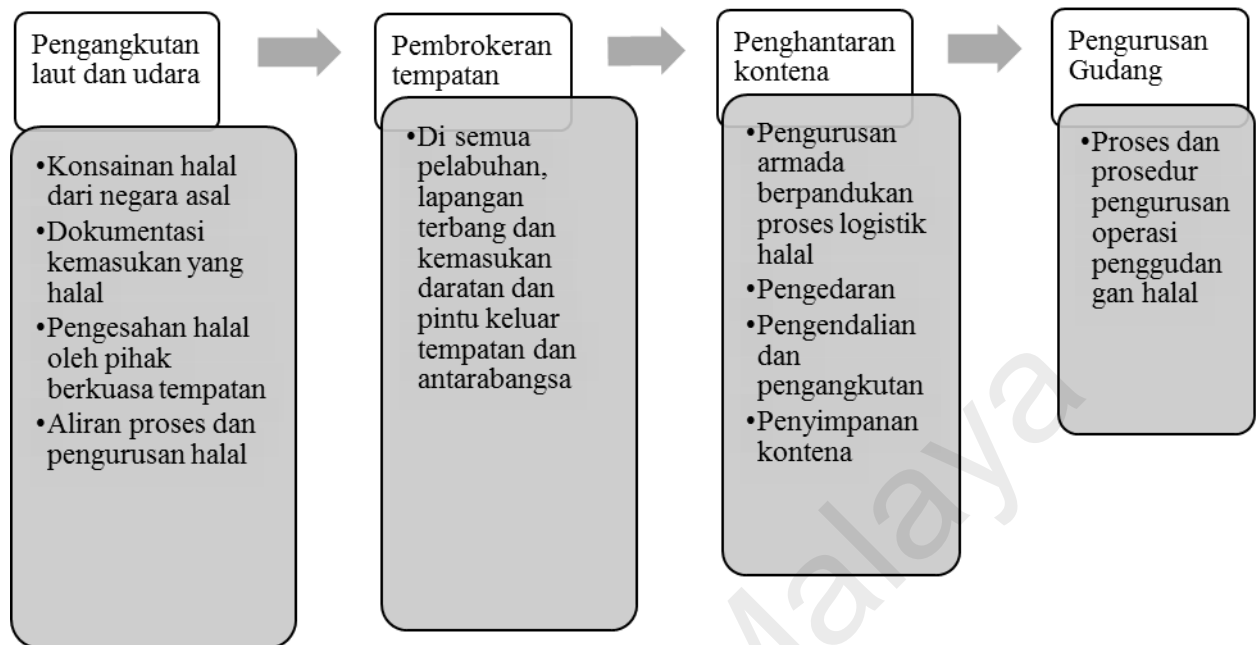 Pengangkutan
laut dan udara
•Konsainan halal
dari negara asal
•Dokumentasi
kemasukan yang
halal
•Pengesahan halal
oleh pihak
berkuasa tempatan
•Aliran proses dan
pengurusan halal
Pembrokeran
tempatan
•Di semua
pelabuhan,
lapangan
terbang dan
kemasukan
daratan dan
pintu keluar
tempatan dan
antarabangsa
Penghantaran
kontena
•Pengurusan
armada
berpandukan
proses logistik
halal
•Pengedaran
•Pengendalian
dan
pengangkutan
•Penyimpanan
kontena
Pengurusan
Gudang
•Proses dan
prosedur
pengurusan
operasi
penggudan
gan halal
Malaya